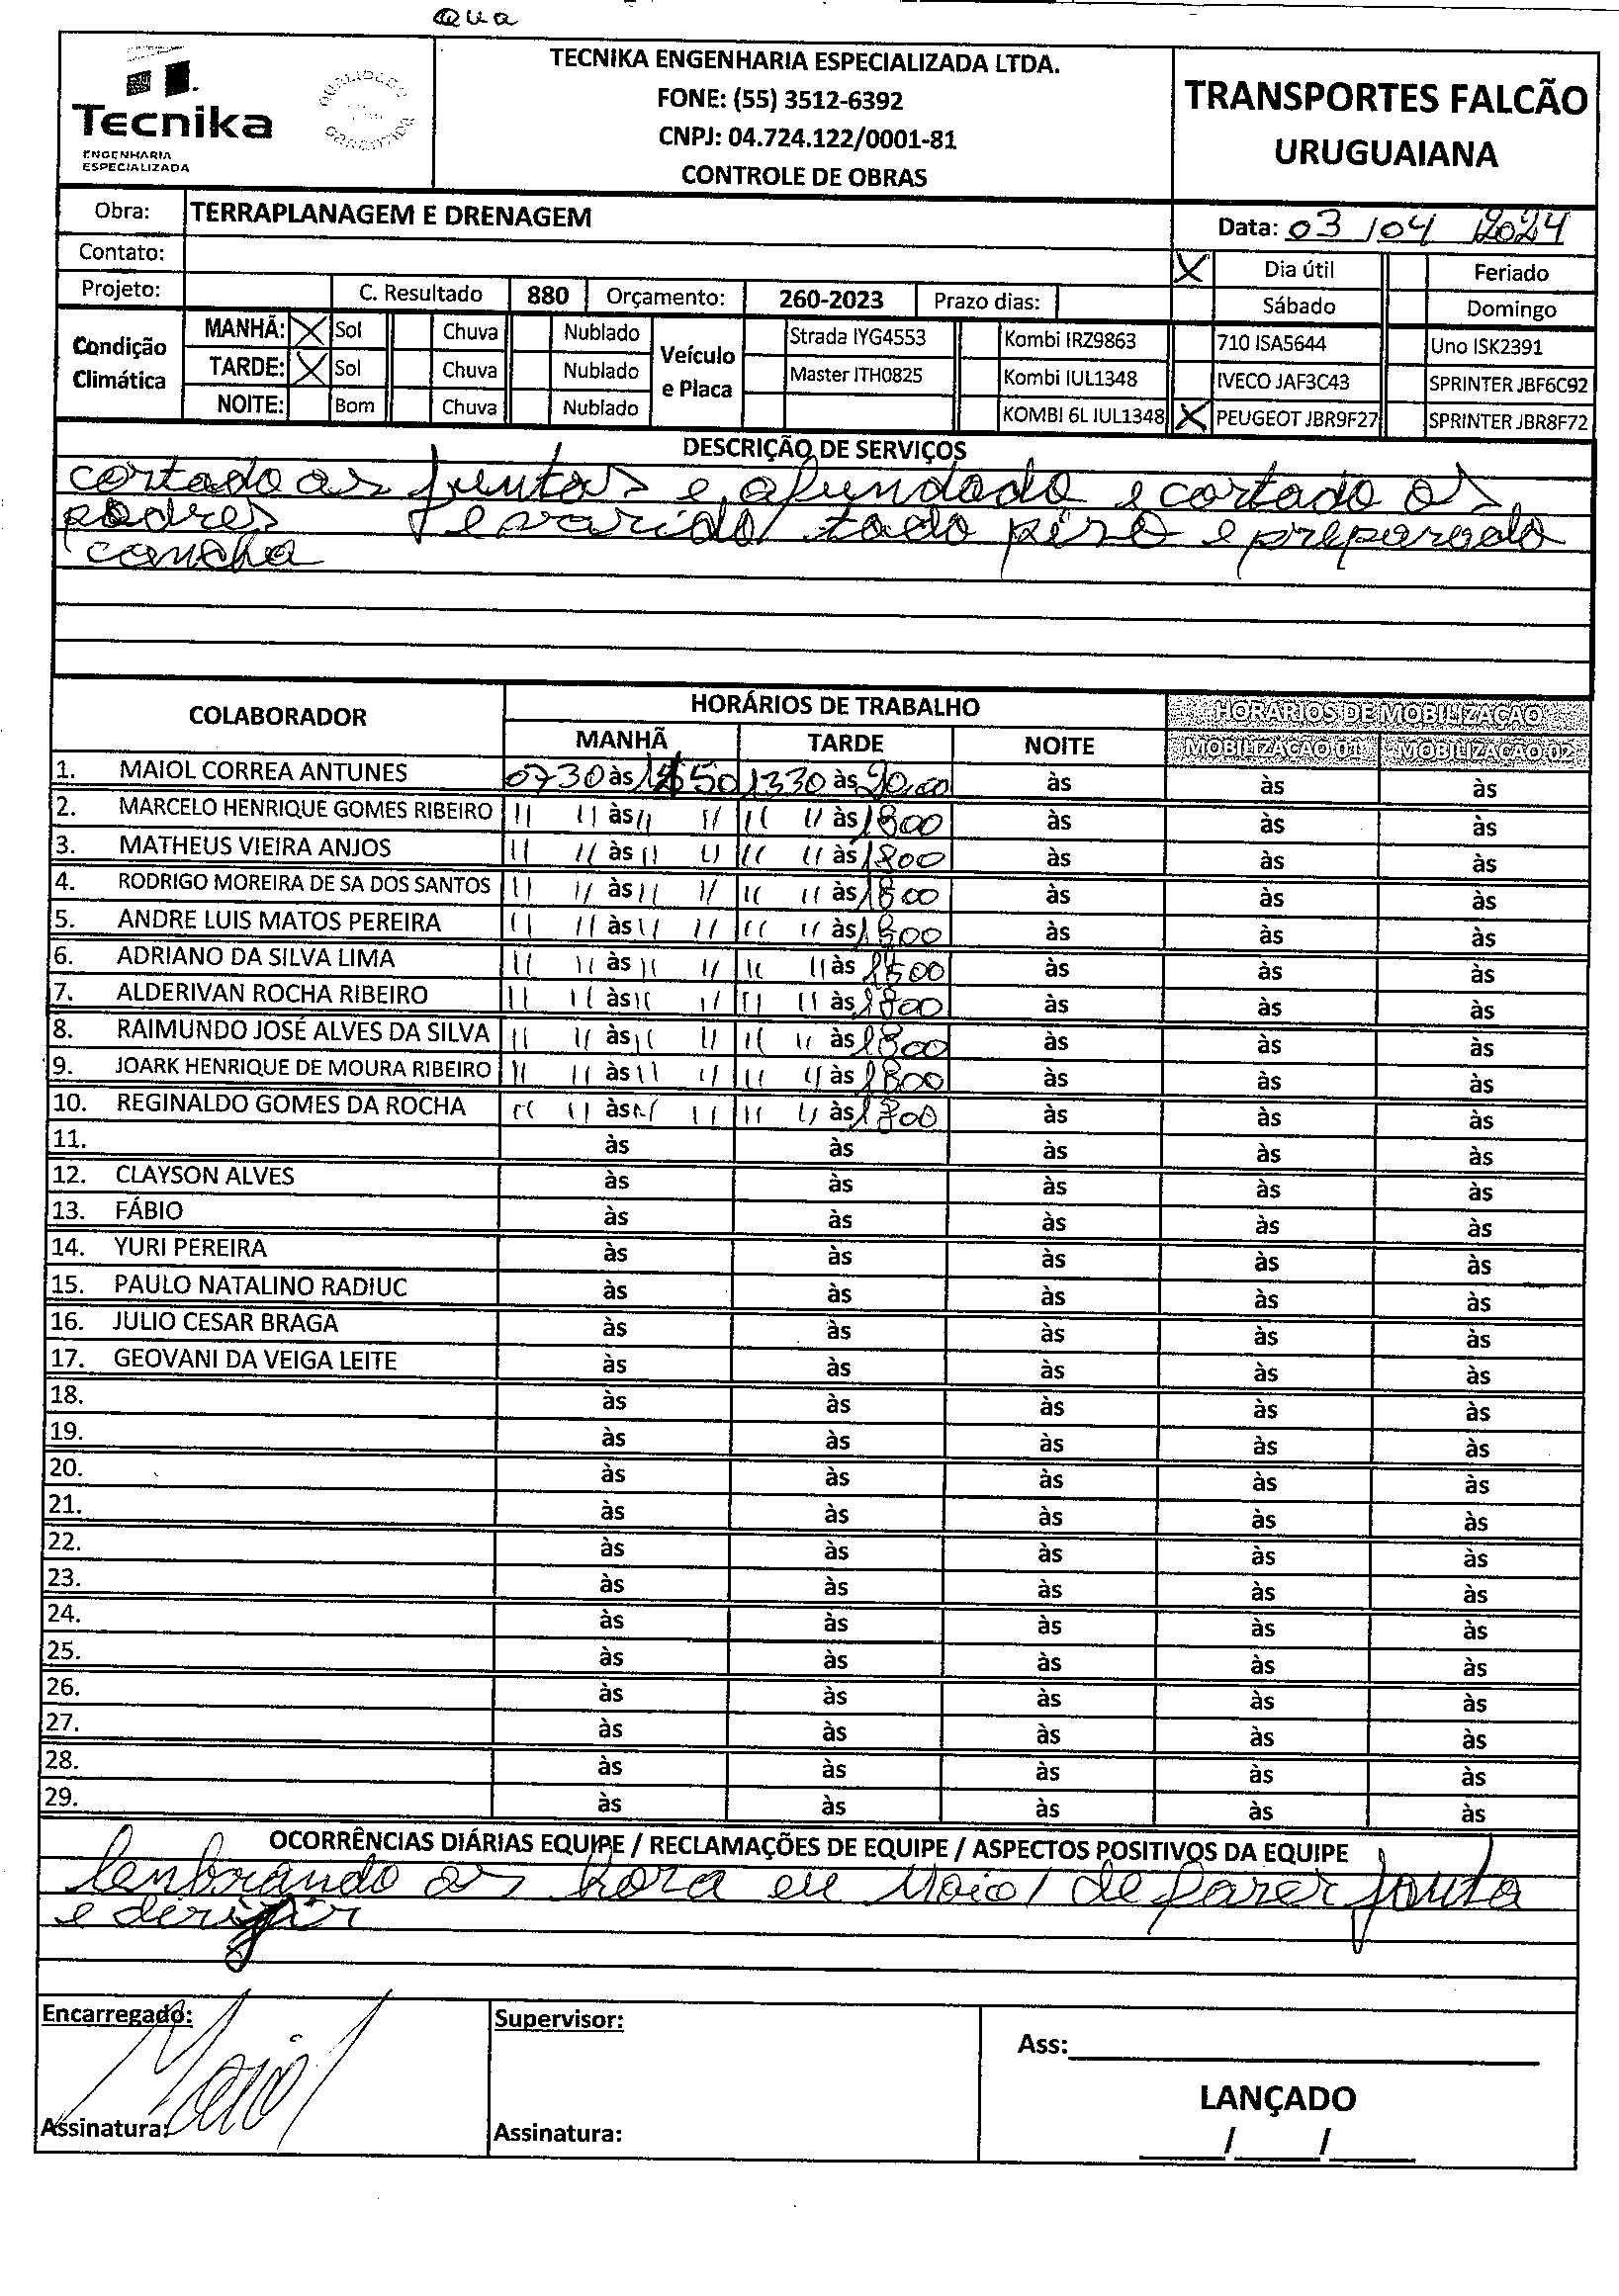 Qua
Tecnika
ENGENHARIA
ESPECIALIZADA
TECNIKA ENGENHARIA ESPECIALIZADA LTDA.
FONE: (55) 3512-6392
CNPJ: 04.724.122/0001-81
CONTROLE DE OBRAS
TRANSPORTES FALCÃO
URUGUAIANA
Obra: TERRAPLANAGEM E DRENAGEM
Data: 03/04/2024
Contato:
X Dia útil Feriado
Projeto: C. Resultado 880 Orçamento: 260-2023 Prazo dias:
Sábado Domingo
Condição Climática
MANHÃ: X Sol Chuva Nublado
TARDE: X Sol Chuva Nublado
NOITE: Bom Chuva Nublado
Veículo e Placa
Strada IYG4553 Kombi IRZ9863 710 ISA5644 Uno ISK2391
Master ITH0825 Kombi IUL1348 IVECO JAF3C43 SPRINTER JBF6C92
KOMBI 6L IUL1348 X PEUGEOT JBR9F27 SPRINTER JBR8F72
DESCRIÇÃO DE SERVIÇOS
cortado as juntas e afundado e cortado os
padres e varido todo piso e preparado
cancha
COLABORADOR HORÁRIOS DE TRABALHO HORÁRIOS DE MOBILIZAÇÃO
MANHÃ TARDE NOITE MOBILIZAÇÃO 01 MOBILIZAÇÃO 02
1. MAIOL CORREA ANTUNES 0730 às 50 1330 às 20,00 às às às
2. MARCELO HENRIQUE GOMES RIBEIRO " " às " " " " às 1800 às às às
3. MATHEUS VIEIRA ANJOS " " às " " " " às 1800 às às às
4. RODRIGO MOREIRA DE SA DOS SANTOS " " às " " " " às 1800 às às às
5. ANDRE LUIS MATOS PEREIRA " " às " " " " às 1800 às às às
6. ADRIANO DA SILVA LIMA " " às " " " " às 1800 às às às
7. ALDERIVAN ROCHA RIBEIRO " " às " " " " às 1800 às às às
8. RAIMUNDO JOSÉ ALVES DA SILVA " " às " " " " às 1800 às às às
9. JOARK HENRIQUE DE MOURA RIBEIRO " " às " " " " às 1800 às às às
10. REGINALDO GOMES DA ROCHA " " às " " " " às 1800 às às às
11. às às às às às
12. CLAYSON ALVES às às às às às
13. FÁBIO às às às às às
14. YURI PEREIRA às às às às às
15. PAULO NATALINO RADIUC às às às às às
16. JULIO CESAR BRAGA às às às às às
17. GEOVANI DA VEIGA LEITE às às às às às
18. às às às às às
19. às às às às às
20. às às às às às
21. às às às às às
22. às às às às às
23. às às às às às
24. às às às às às
25. às às às às às
26. às às às às às
27. às às às às às
28. às às às às às
29. às às às às às
OCORRÊNCIAS DIÁRIAS EQUIPE / RECLAMAÇÕES DE EQUIPE / ASPECTOS POSITIVOS DA EQUIPE
lenbrando as hora eu Maiol de fazer junta
e dirigir
Encarregado: Supervisor: Ass:
Maiol
LANÇADO
Assinatura: Assinatura: / /